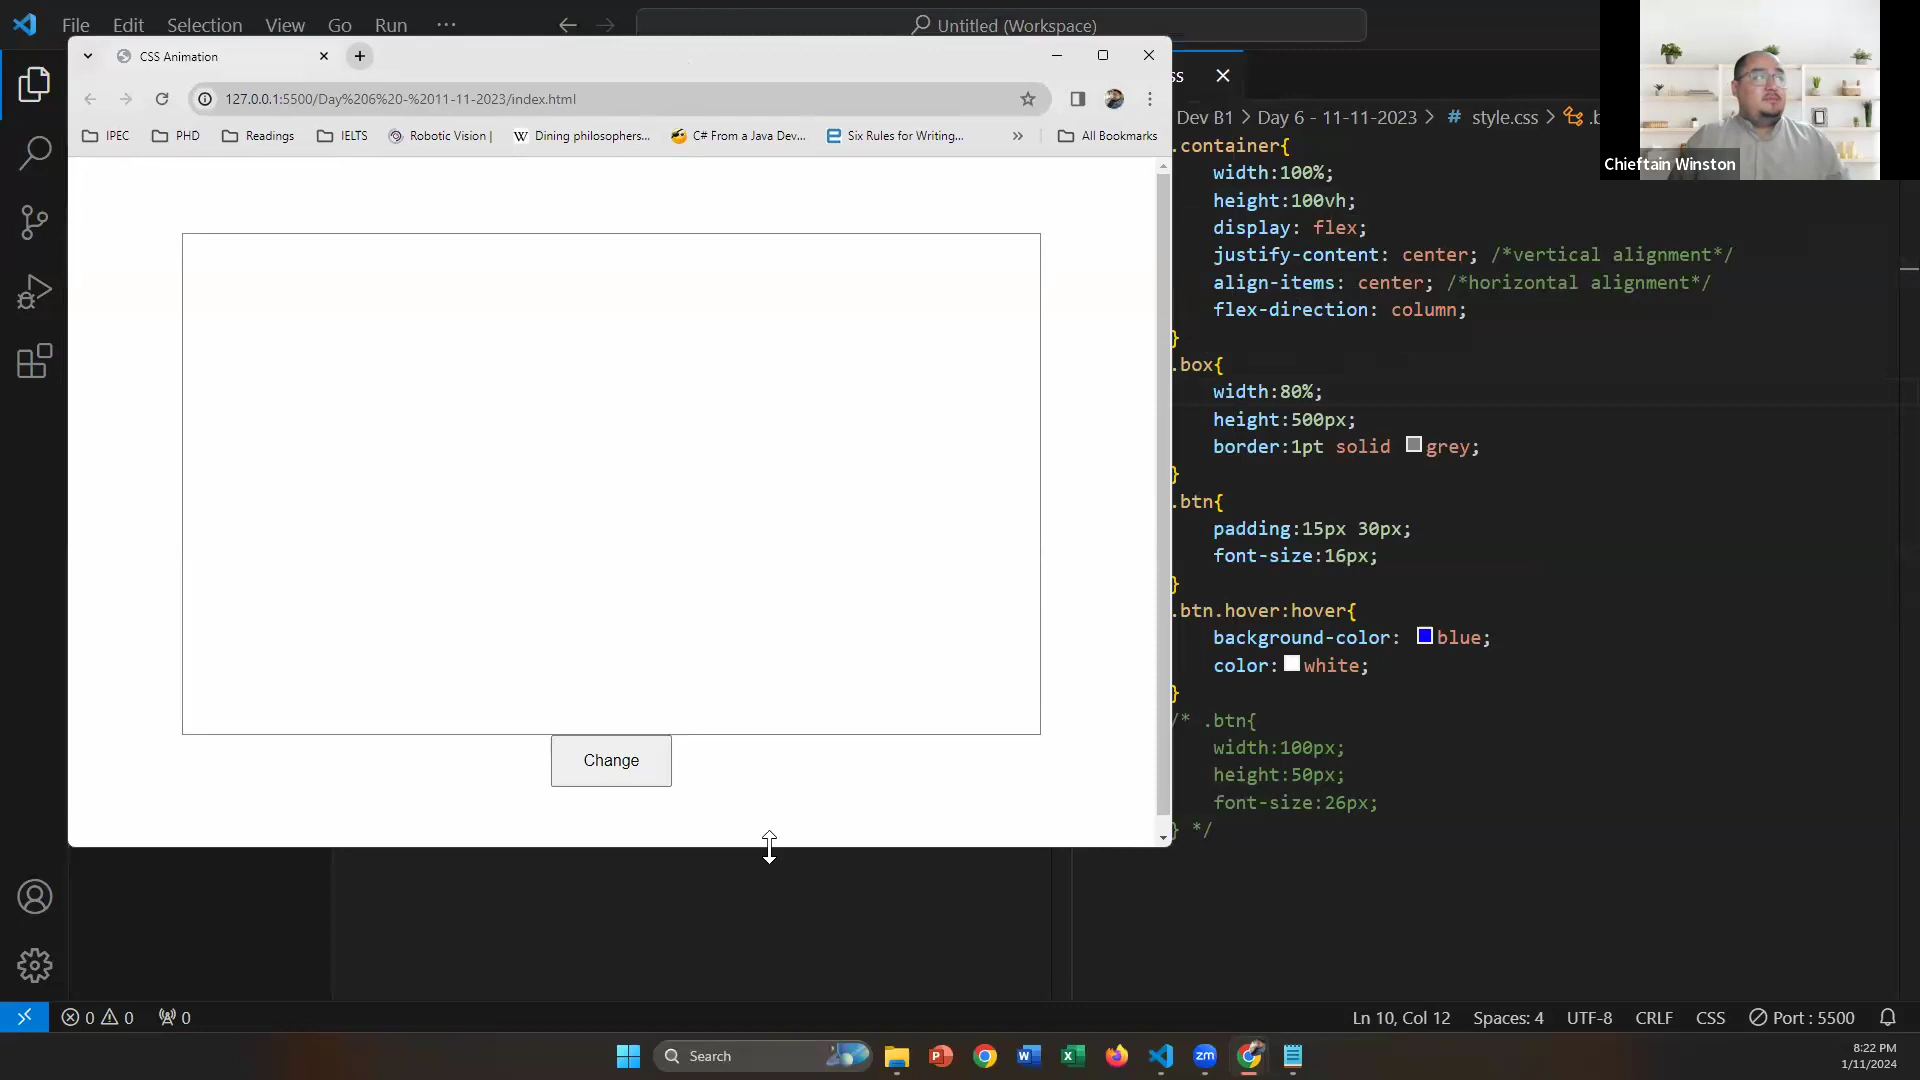 File Edit Selection View Go Run ···
Untitled (Workspace)
CSS Animation
127.0.0.1:5500/Day%206%20-%2011-11-2023/index.html
IPEC PHD Readings IELTS Robotic Vision | Dining philosophers... C# From a Java Dev... Six Rules for Writing... » All Bookmarks
Change
ss
Dev B1 > Day 6 - 11-11-2023 > # style.css > .b
.container{
width:100%;
height:100vh;
display: flex;
justify-content: center; /*vertical alignment*/
align-items: center; /*horizontal alignment*/
flex-direction: column;
}
.box{
width:80%;
height:500px;
border:1pt solid grey;
}
.btn{
padding:15px 30px;
font-size:16px;
}
.btn.hover:hover{
background-color: blue;
color: white;
}
/* .btn{
width:100px;
height:50px;
font-size:26px;
} */
Chieftain Winston
0 0 0
Ln 10, Col 12 Spaces: 4 UTF-8 CRLF CSS Port : 5500
Search
zm
8:22 PM
1/11/2024